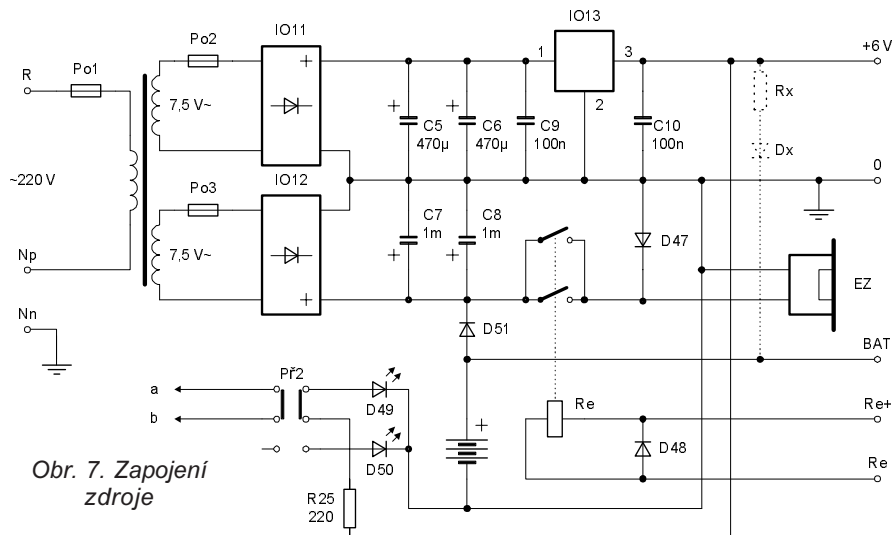 IO11
IO13
Po2
+6 V
R
Po1
+
1
3
Rx
7,5 V~
+
+
C5
470µ
C6
470µ
C9
100n
2
C10
100n
Dx
0
~220 V
Po3
IO12
C7
1m
C8
1m
D47
7,5 V~
+
+
EZ
Np
+
Nn
D51
BAT
Př2
a
D49
+
Re
Re+
b
D50
D48
Re
Obr. 7. Zapojení
zdroje
R25
220